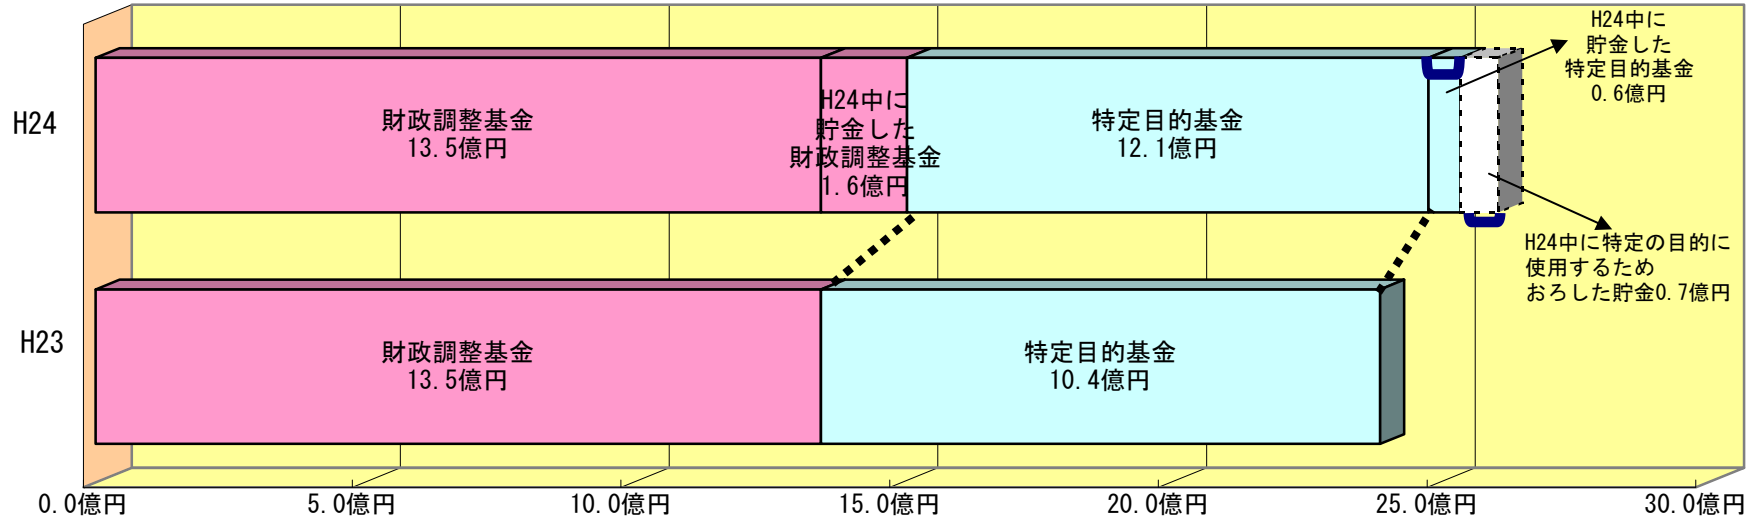 H24中に
貯金した
特定目的基金
0.6億円
H24
財政調整基金
13.5億円
H24中に
貯金した
財政調整基金
1.6億円
特定目的基金
12.1億円
H24中に特定の目的に
使用するため
おろした貯金0.7億円
H23
財政調整基金
13.5億円
特定目的基金
10.4億円
0.0億円
5.0億円
10.0億円
15.0億円
20.0億円
25.0億円
30.0億円